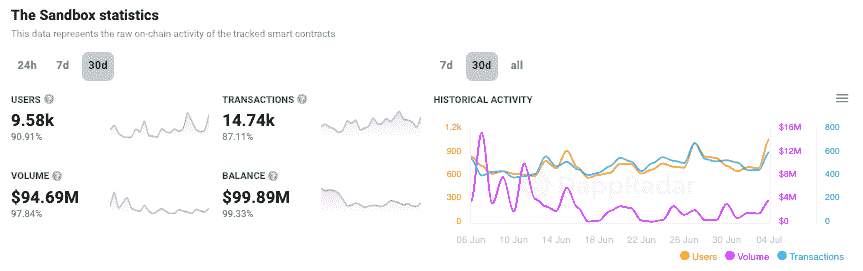 The Sandbox statistics
This data represents the raw on-chain activity of the tracked smart contracts
24h 7d 30d
7d 30d all
USERS
9.58k
90.91%
TRANSACTIONS
14.74k
87.11%
VOLUME
$94.69M
97.84%
BALANCE
$99.89M
99.33%
HISTORICAL ACTIVITY
1.2k $16M 800
900 $12M 600
600 $8M 400
300 $4M 200
0 $0 0
DappRadar
05 Jun 10 Jun 14 Jun 18 Jun 22 Jun 26 Jun 30 Jun 04 Jul
Users Volume Transactions